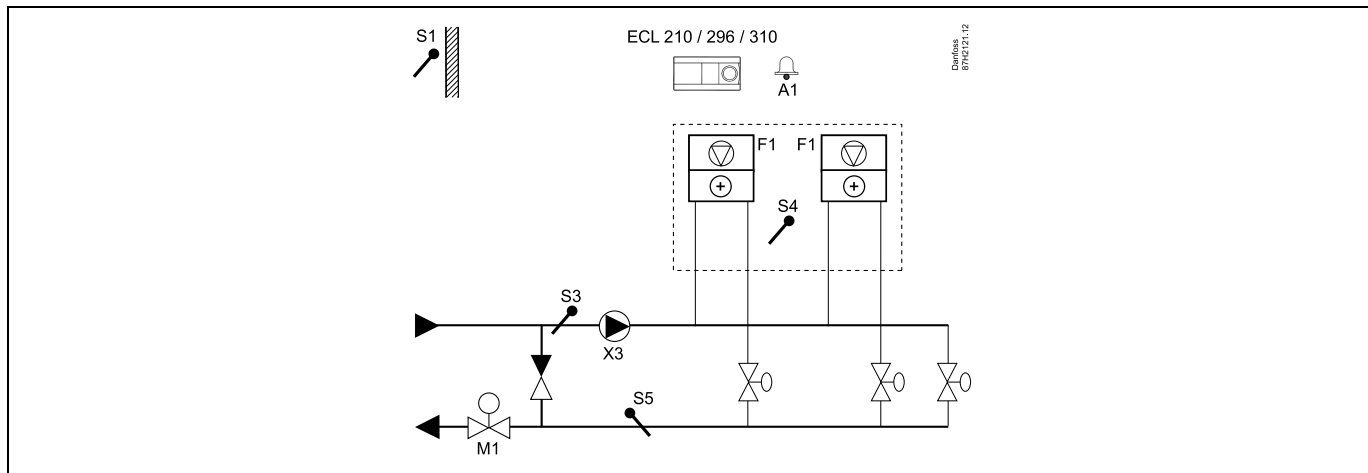 S1
ECL 210 / 296 / 310
Danfoss
87H2121.12
A1
F1
F1
S4
S3
X3
S5
M1